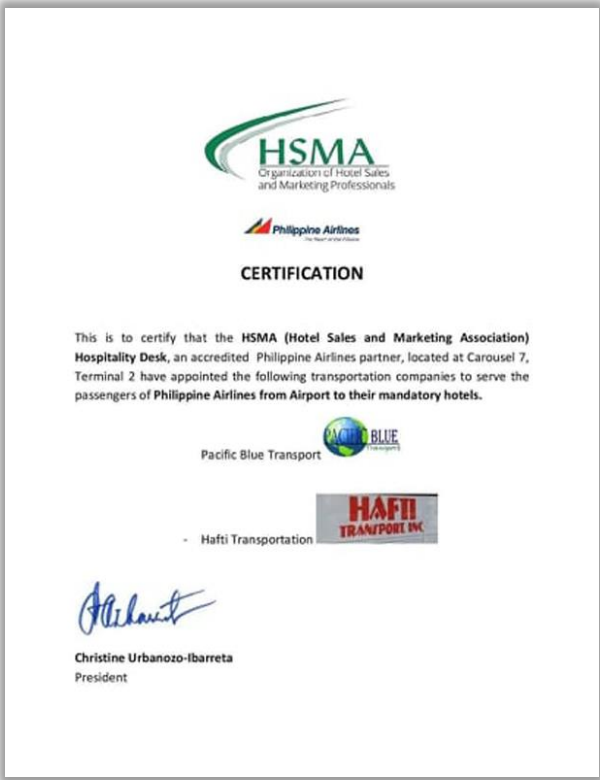 HSMA
Organization of Hotel Sales
and Marketing Professionals
Philippine Airlines
CERTIFICATION
This is to certify that the HSMA (Hotel Sales and Marketing Association)
Hospitality Desk, an accredited Philippine Airlines partner, located at Carousel 7,
Terminal 2 have appointed the following transportation companies to serve the
passengers of Philippine Airlines from Airport to their mandatory hotels.
PACIFIC BLUE
Transport
Pacific Blue Transport
HAFTI
TRANSPORT INC
- Hafti Transportation
Christine Urbanozo-Ibarreta
President